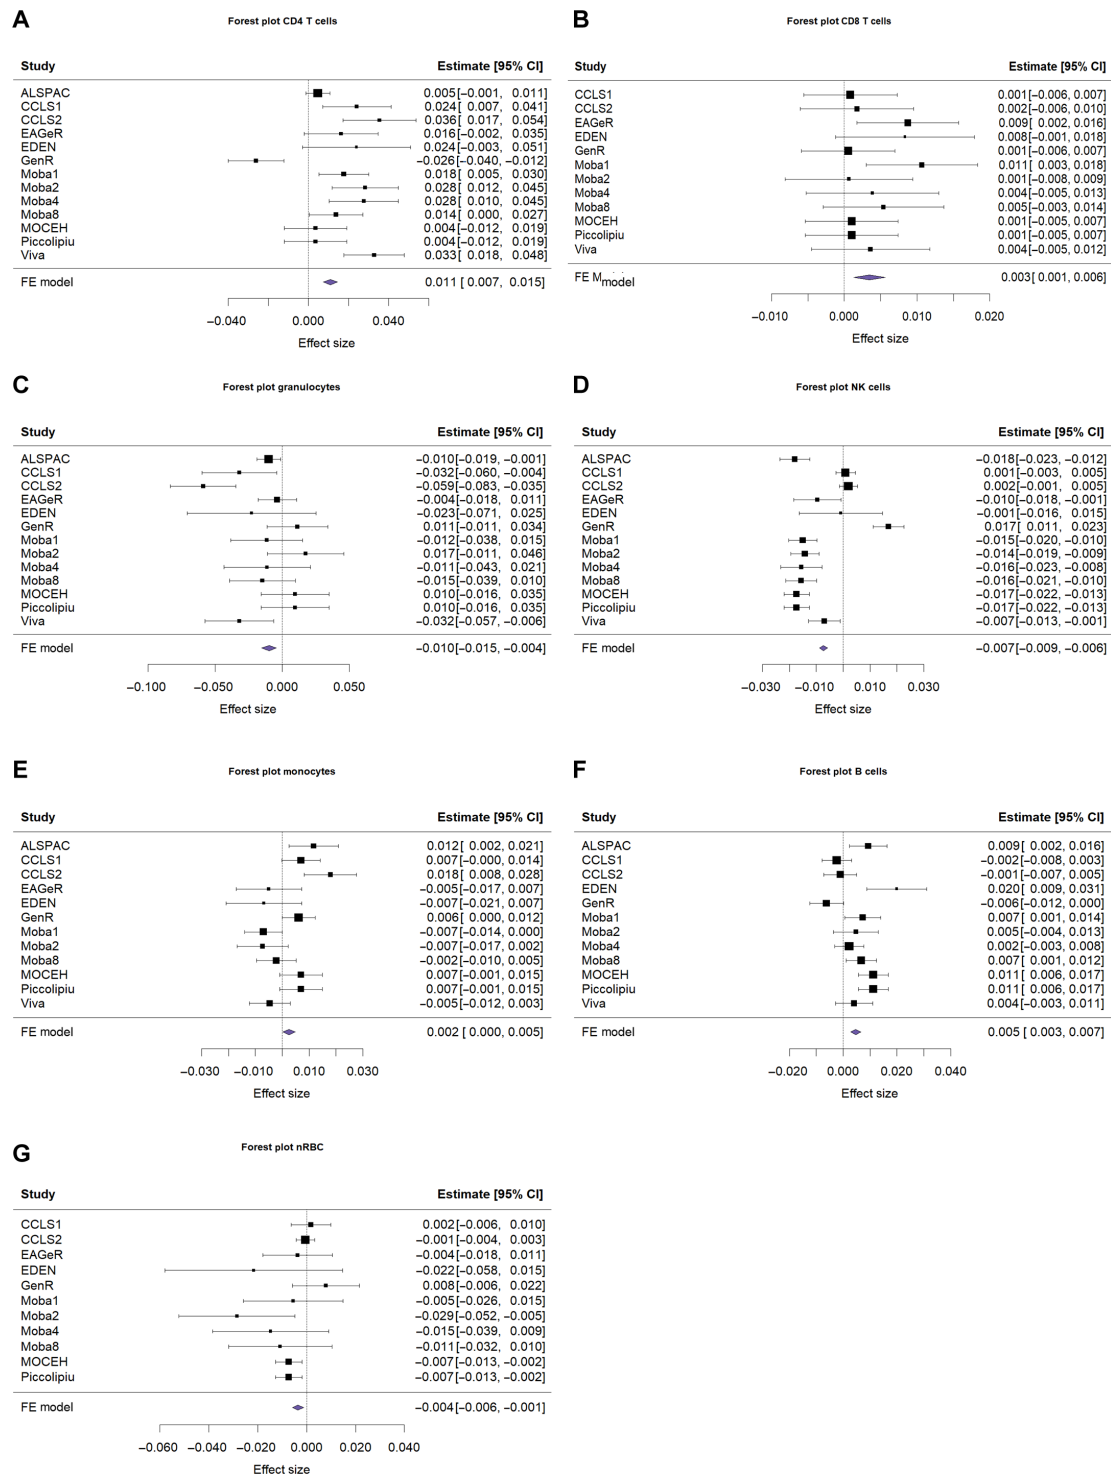 A
Forest plot CD4 T cells
Study Estimate [95% CI]
ALSPAC 0.005 [−0.001, 0.011]
CCLS1 0.024 [ 0.007, 0.041]
CCLS2 0.036 [ 0.017, 0.054]
EAGeR 0.016 [−0.002, 0.035]
EDEN 0.024 [−0.003, 0.051]
GenR −0.026 [−0.040, −0.012]
Moba1 0.018 [ 0.005, 0.030]
Moba2 0.028 [ 0.012, 0.045]
Moba4 0.028 [ 0.010, 0.045]
Moba8 0.014 [ 0.000, 0.027]
MOCEH 0.004 [−0.012, 0.019]
Piccolipiu 0.004 [−0.012, 0.019]
Viva 0.033 [ 0.018, 0.048]
FE model 0.011 [ 0.007, 0.015]
−0.040 0.000 0.040
Effect size
B
Forest plot CD8 T cells
Study Estimate [95% CI]
CCLS1 0.001 [−0.006, 0.007]
CCLS2 0.002 [−0.006, 0.010]
EAGeR 0.009 [ 0.002, 0.016]
EDEN 0.008 [−0.001, 0.018]
GenR 0.001 [−0.006, 0.007]
Moba1 0.011 [ 0.003, 0.018]
Moba2 0.001 [−0.008, 0.009]
Moba4 0.004 [−0.005, 0.013]
Moba8 0.005 [−0.003, 0.014]
MOCEH 0.001 [−0.005, 0.007]
Piccolipiu 0.001 [−0.005, 0.007]
Viva 0.004 [−0.005, 0.012]
FE M model 0.003 [ 0.001, 0.006]
−0.010 0.000 0.010 0.020
Effect size
C
Forest plot granulocytes
Study Estimate [95% CI]
ALSPAC −0.010 [−0.019, −0.001]
CCLS1 −0.032 [−0.060, −0.004]
CCLS2 −0.059 [−0.083, −0.035]
EAGeR −0.004 [−0.018, 0.011]
EDEN −0.023 [−0.071, 0.025]
GenR 0.011 [−0.011, 0.034]
Moba1 −0.012 [−0.038, 0.015]
Moba2 0.017 [−0.011, 0.046]
Moba4 −0.011 [−0.043, 0.021]
Moba8 −0.015 [−0.039, 0.010]
MOCEH 0.010 [−0.016, 0.035]
Piccolipiu 0.010 [−0.016, 0.035]
Viva −0.032 [−0.057, −0.006]
FE model −0.010 [−0.015, −0.004]
−0.100 −0.050 0.000 0.050
Effect size
D
Forest plot NK cells
Study Estimate [95% CI]
ALSPAC −0.018 [−0.023, −0.012]
CCLS1 0.001 [−0.003, 0.005]
CCLS2 0.002 [−0.001, 0.005]
EAGeR −0.010 [−0.018, −0.001]
EDEN −0.001 [−0.016, 0.015]
GenR 0.017 [ 0.011, 0.023]
Moba1 −0.015 [−0.020, −0.010]
Moba2 −0.014 [−0.019, −0.009]
Moba4 −0.016 [−0.023, −0.008]
Moba8 −0.016 [−0.021, −0.010]
MOCEH −0.017 [−0.022, −0.013]
Piccolipiu −0.017 [−0.022, −0.013]
Viva −0.007 [−0.013, −0.001]
FE model −0.007 [−0.009, −0.006]
−0.030 −0.010 0.010 0.030
Effect size
E
Forest plot monocytes
Study Estimate [95% CI]
ALSPAC 0.012 [ 0.002, 0.021]
CCLS1 0.007 [−0.000, 0.014]
CCLS2 0.018 [ 0.008, 0.028]
EAGeR −0.005 [−0.017, 0.007]
EDEN −0.007 [−0.021, 0.007]
GenR 0.006 [ 0.000, 0.012]
Moba1 −0.007 [−0.014, 0.000]
Moba2 −0.007 [−0.017, 0.002]
Moba8 −0.002 [−0.010, 0.005]
MOCEH 0.007 [−0.001, 0.015]
Piccolipiu 0.007 [−0.001, 0.015]
Viva −0.005 [−0.012, 0.003]
FE model 0.002 [ 0.000, 0.005]
−0.030 −0.010 0.010 0.030
Effect size
F
Forest plot B cells
Study Estimate [95% CI]
ALSPAC 0.009 [ 0.002, 0.016]
CCLS1 −0.002 [−0.008, 0.003]
CCLS2 −0.001 [−0.007, 0.005]
EDEN 0.020 [ 0.009, 0.031]
GenR −0.006 [−0.012, 0.000]
Moba1 0.007 [ 0.001, 0.014]
Moba2 0.005 [−0.004, 0.013]
Moba4 0.002 [−0.003, 0.008]
Moba8 0.007 [ 0.001, 0.012]
MOCEH 0.011 [ 0.006, 0.017]
Piccolipiu 0.011 [ 0.006, 0.017]
Viva 0.004 [−0.003, 0.011]
FE model 0.005 [ 0.003, 0.007]
−0.020 0.000 0.020 0.040
Effect size
G
Forest plot nRBC
Study Estimate [95% CI]
CCLS1 0.002 [−0.006, 0.010]
CCLS2 −0.001 [−0.004, 0.003]
EAGeR −0.004 [−0.018, 0.011]
EDEN −0.022 [−0.058, 0.015]
GenR 0.008 [−0.006, 0.022]
Moba1 −0.005 [−0.026, 0.015]
Moba2 −0.029 [−0.052, −0.005]
Moba4 −0.015 [−0.039, 0.009]
Moba8 −0.011 [−0.032, 0.010]
MOCEH −0.007 [−0.013, −0.002]
Piccolipiu −0.007 [−0.013, −0.002]
FE model −0.004 [−0.006, −0.001]
−0.060 −0.020 0.000 0.020 0.040
Effect size